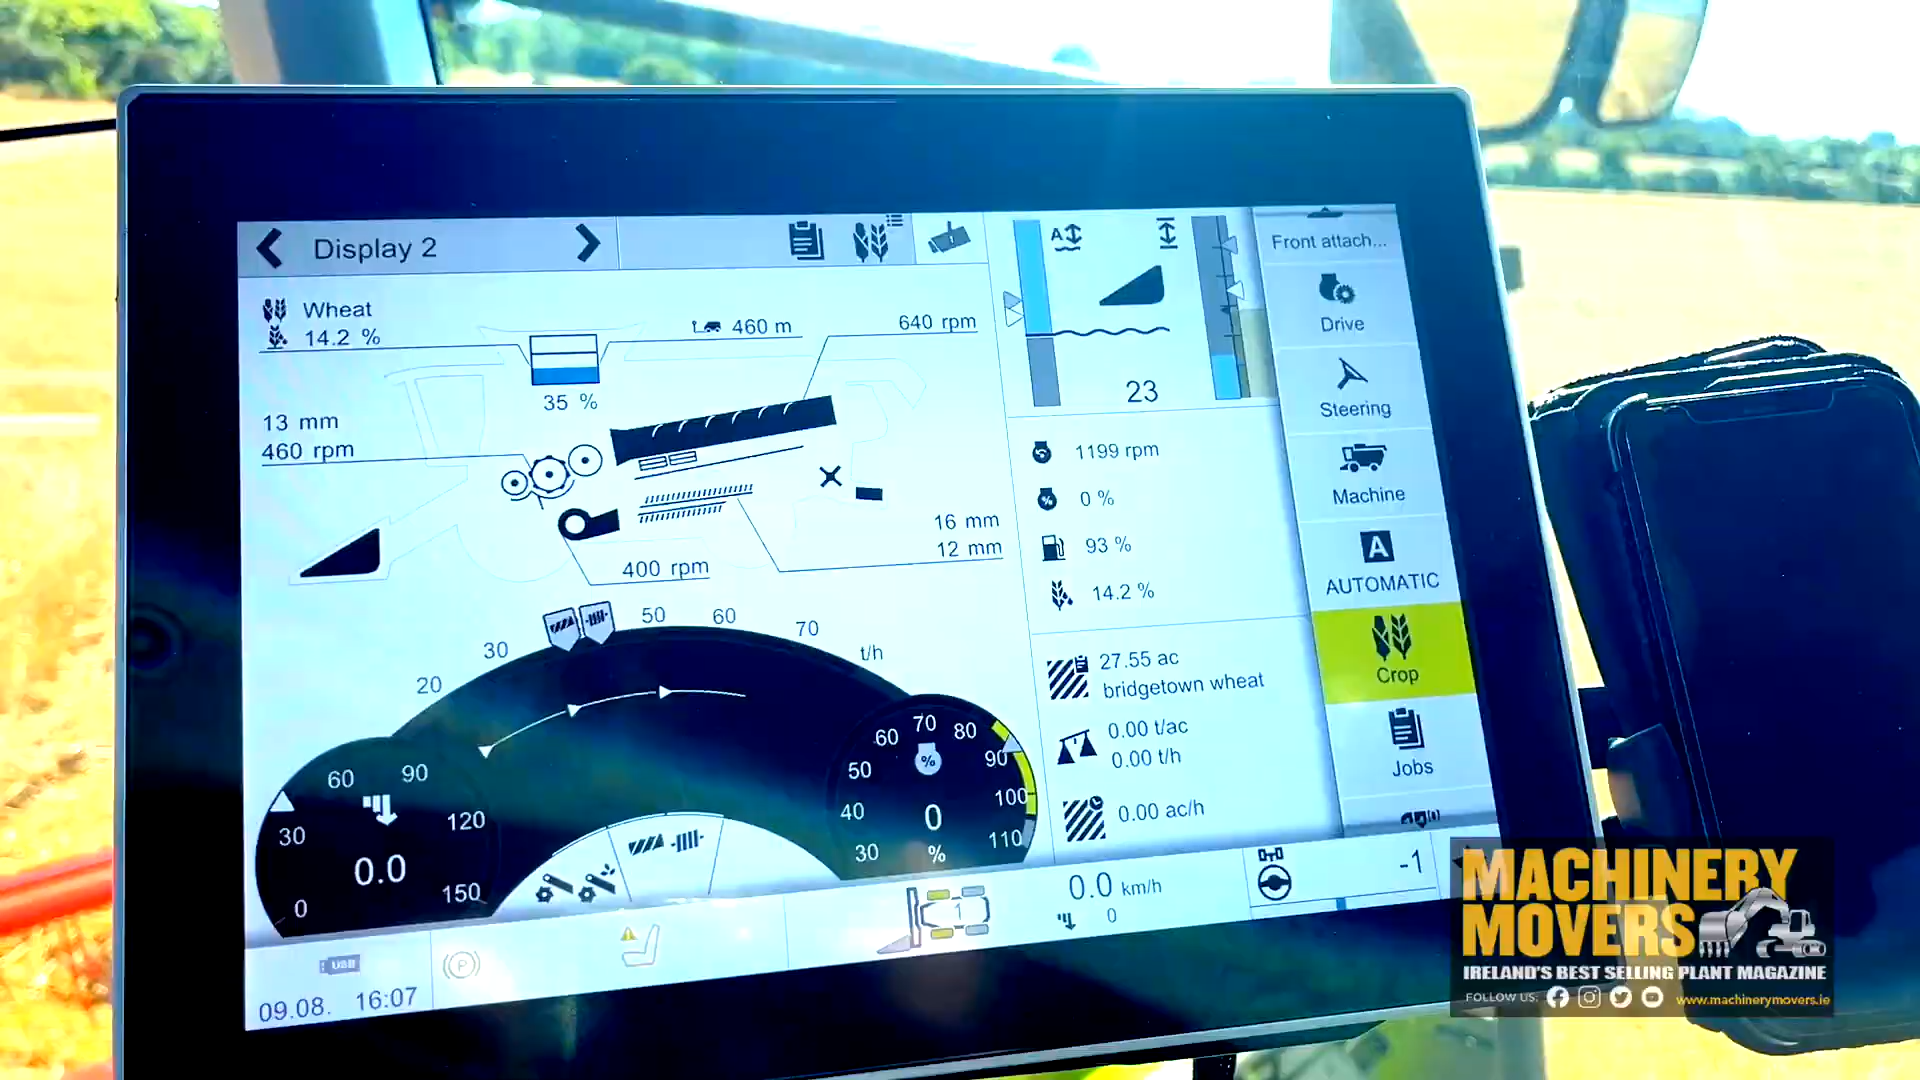 Display 2
Wheat
14.2 %
460 m
640 rpm
35 %
13 mm
460 rpm
16 mm
12 mm
400 rpm
20
30
50
60
70
t/h
0
30
60
90
120
150
0.0
30
40
50
60
70
80
90
100
110
%
0
%
A
23
1199 rpm
0 %
93 %
14.2 %
27.55 ac
bridgetown wheat
0.00 t/ac
0.00 t/h
0.00 ac/h
Front attach...
Drive
Steering
Machine
A
AUTOMATIC
Crop
Jobs
USB
09.08. 16:07
P
1
0.0 km/h
0
-1
MACHINERY
MOVERS
IRELAND'S BEST SELLING PLANT MAGAZINE
FOLLOW US:
www.machinerymovers.ie